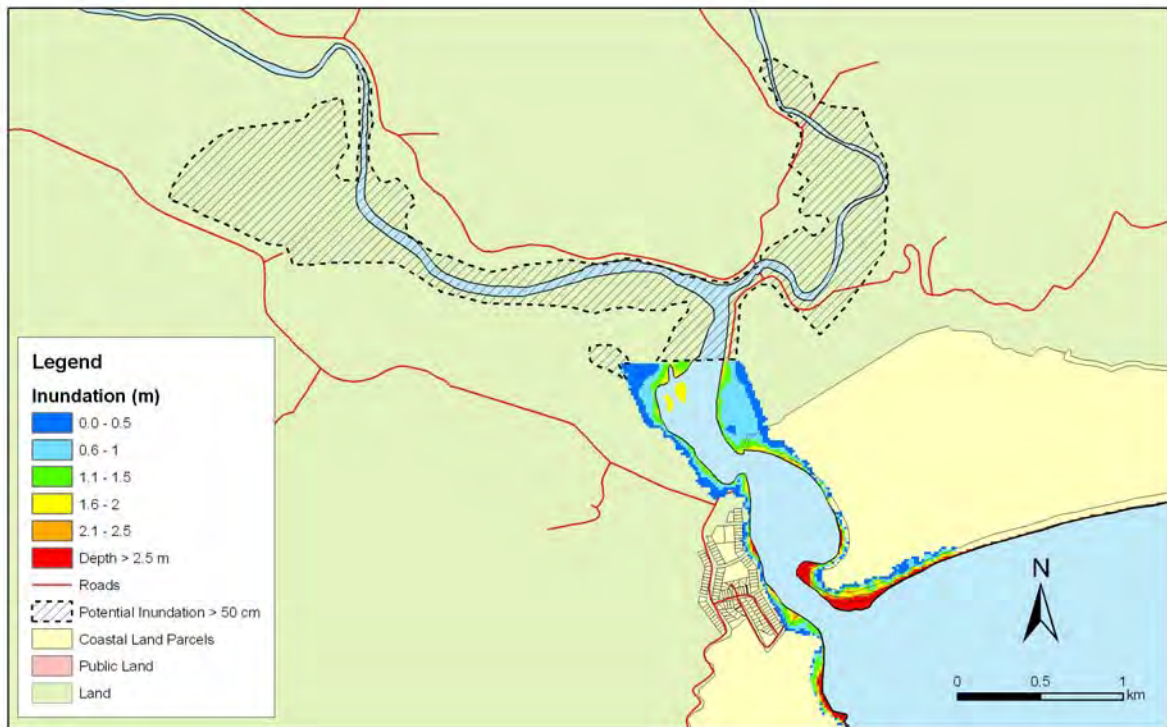 Legend
Inundation (m)
0.0 - 0.5
0.6 - 1
1.1 - 1.5
1.6 - 2
2.1 - 2.5
Depth > 2.5 m
Roads
Potential Inundation > 50 cm
Coastal Land Parcels
Public Land
Land
N
0 0.5 1
km